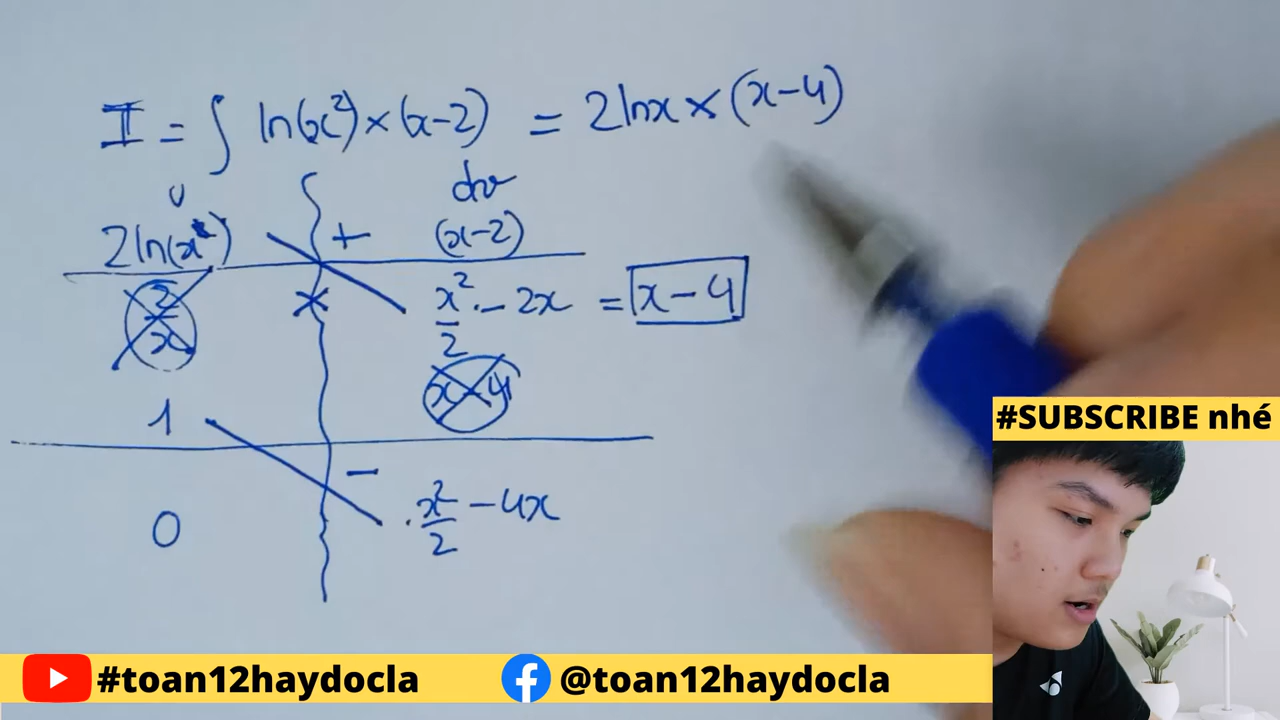 I = ∫ ln(x²) × (x-2) = 2lnx × (x-4)
u dv
2ln(x) + (x-2)
2/x x²/2 - 2x = x-4
x-4
1
-
0 x²/2 - 4x
#SUBSCRIBE nhé
#toan12haydocla @toan12haydocla